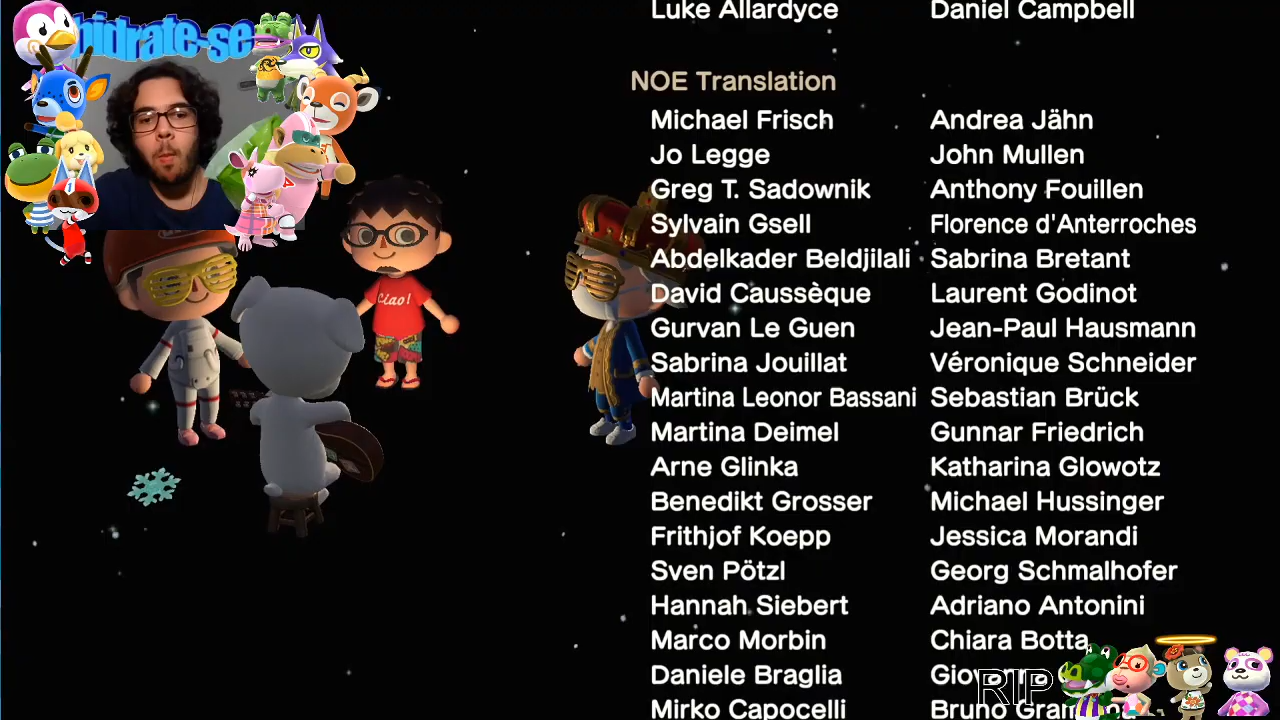 hidrate-se
Luke Allardyce Daniel Campbell
NOE Translation
Michael Frisch Andrea Jähn
Jo Legge John Mullen
Greg T. Sadownik Anthony Fouillen
Sylvain Gsell Florence d'Anterroches
Abdelkader Beldjilali Sabrina Bretant
David Caussèque Laurent Godinot
Gurvan Le Guen Jean-Paul Hausmann
Sabrina Jouillat Véronique Schneider
Martina Leonor Bassani Sebastian Brück
Martina Deimel Gunnar Friedrich
Arne Glinka Katharina Glowotz
Benedikt Grosser Michael Hussinger
Frithjof Koepp Jessica Morandi
Sven Pötzl Georg Schmalhofer
Hannah Siebert Adriano Antonini
Marco Morbin Chiara Botta
Daniele Braglia
Mirko Capocelli Bruno
Ciao!
RIP